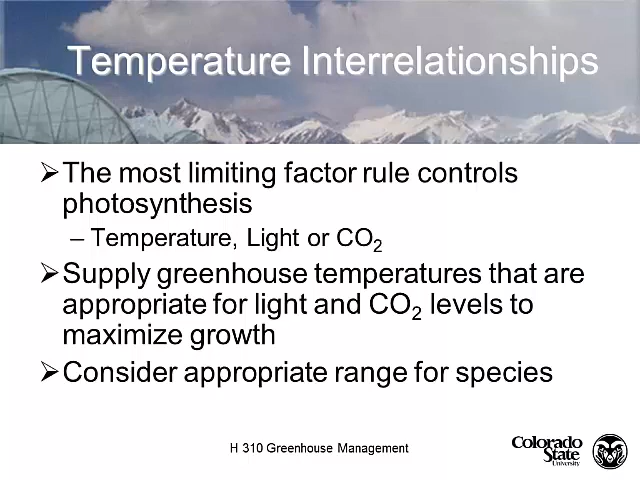 Temperature Interrelationships
➢The most limiting factor rule controls
photosynthesis
– Temperature, Light or CO₂
➢Supply greenhouse temperatures that are
appropriate for light and CO₂ levels to
maximize growth
➢Consider appropriate range for species
H 310 Greenhouse Management
Colorado
State
University